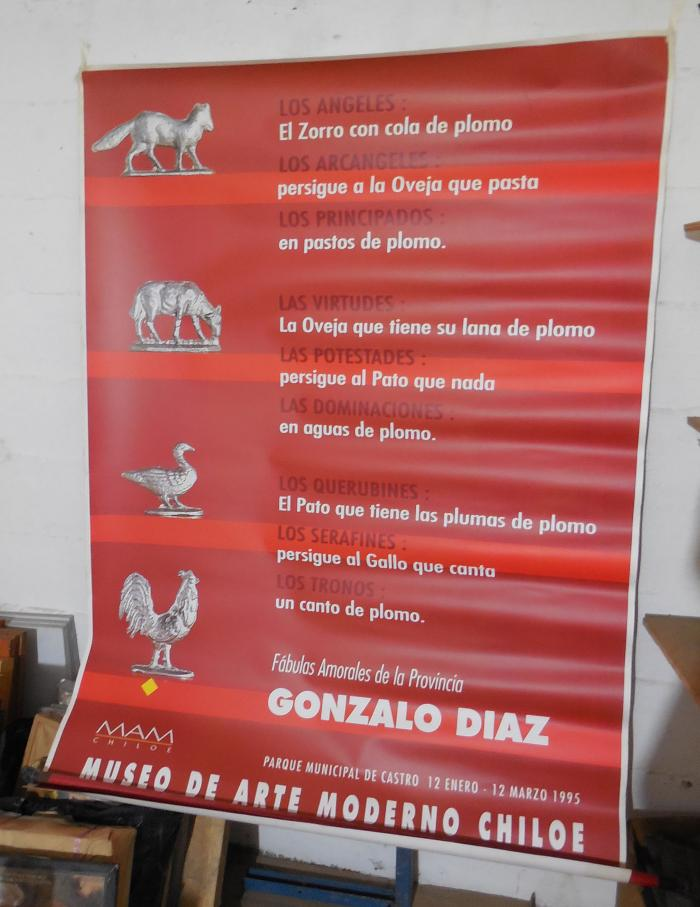 LOS ANGELES :
El Zorro con cola de plomo
LOS ARCANGELES :
persigue a la Oveja que pasta
LOS PRINCIPADOS :
en pastos de plomo.
LAS VIRTUDES :
La Oveja que tiene su lana de plomo
LAS POTESTADES :
persigue al Pato que nada
LAS DOMINACIONES :
en aguas de plomo.
LOS QUERUBINES :
El Pato que tiene las plumas de plomo
LOS SERAFINES :
persigue al Gallo que canta
LOS TRONOS :
un canto de plomo.
Fábulas Amorales de la Provincia
GONZALO DIAZ
MAM
CHILOE
PARQUE MUNICIPAL DE CASTRO 12 ENERO - 12 MARZO 1995
MUSEO DE ARTE MODERNO CHILOE